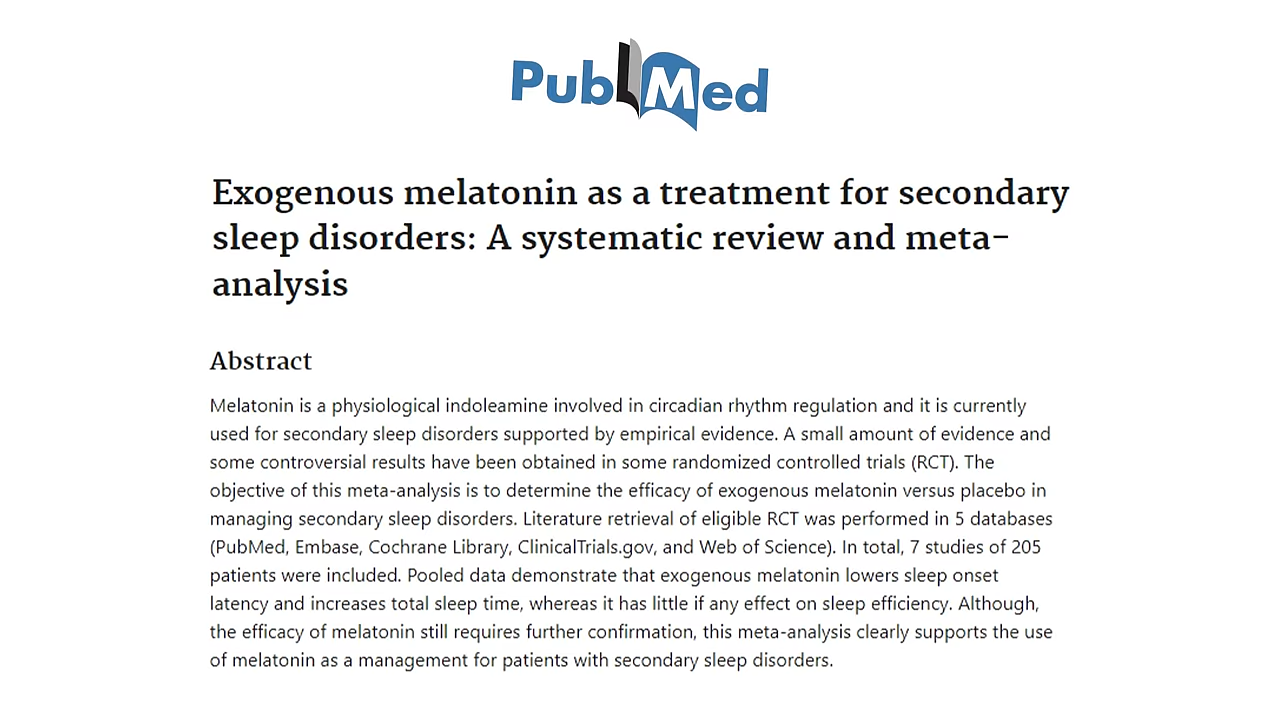 PubMed
Exogenous melatonin as a treatment for secondary
sleep disorders: A systematic review and meta-
analysis
Abstract
Melatonin is a physiological indoleamine involved in circadian rhythm regulation and it is currently
used for secondary sleep disorders supported by empirical evidence. A small amount of evidence and
some controversial results have been obtained in some randomized controlled trials (RCT). The
objective of this meta-analysis is to determine the efficacy of exogenous melatonin versus placebo in
managing secondary sleep disorders. Literature retrieval of eligible RCT was performed in 5 databases
(PubMed, Embase, Cochrane Library, ClinicalTrials.gov, and Web of Science). In total, 7 studies of 205
patients were included. Pooled data demonstrate that exogenous melatonin lowers sleep onset
latency and increases total sleep time, whereas it has little if any effect on sleep efficiency. Although,
the efficacy of melatonin still requires further confirmation, this meta-analysis clearly supports the use
of melatonin as a management for patients with secondary sleep disorders.